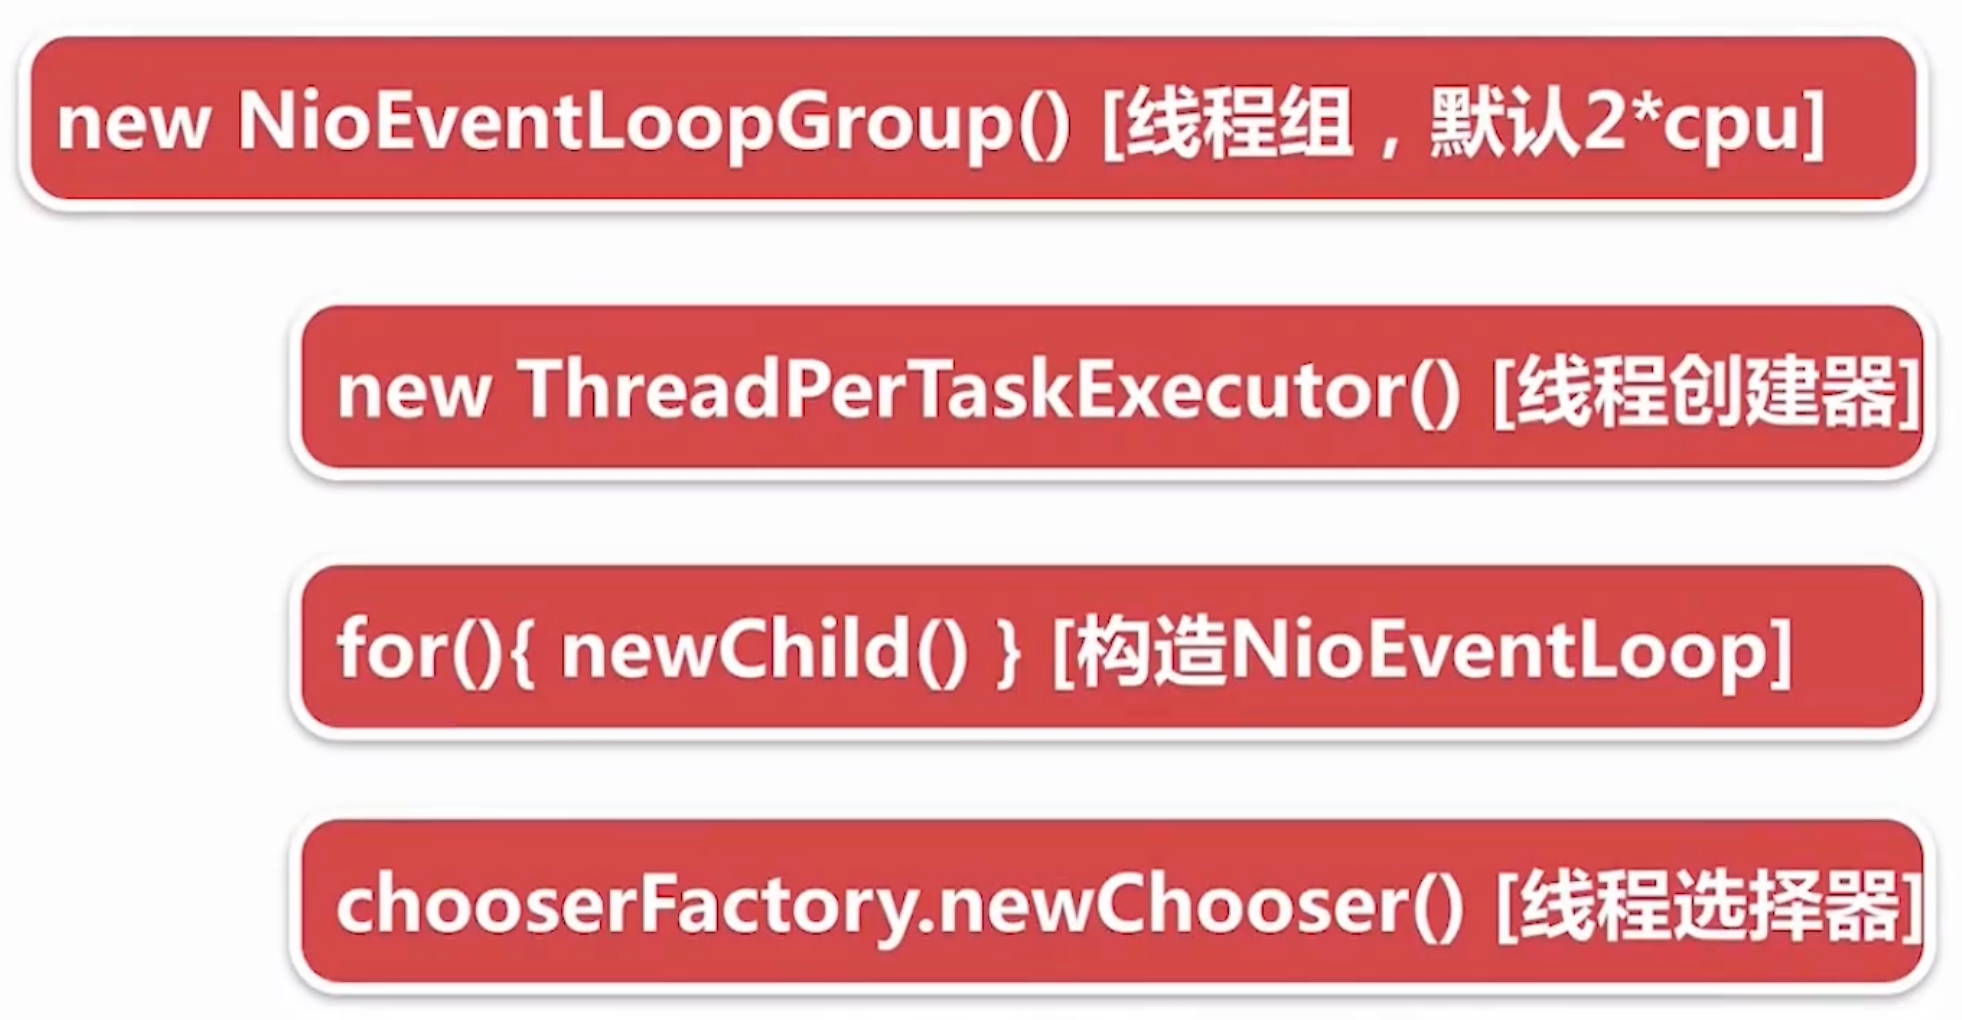 new NioEventLoopGroup() [线程组，默认2*cpu]
new ThreadPerTaskExecutor() [线程创建器]
for(){ newChild() } [构造NioEventLoop]
chooserFactory.newChooser() [线程选择器]